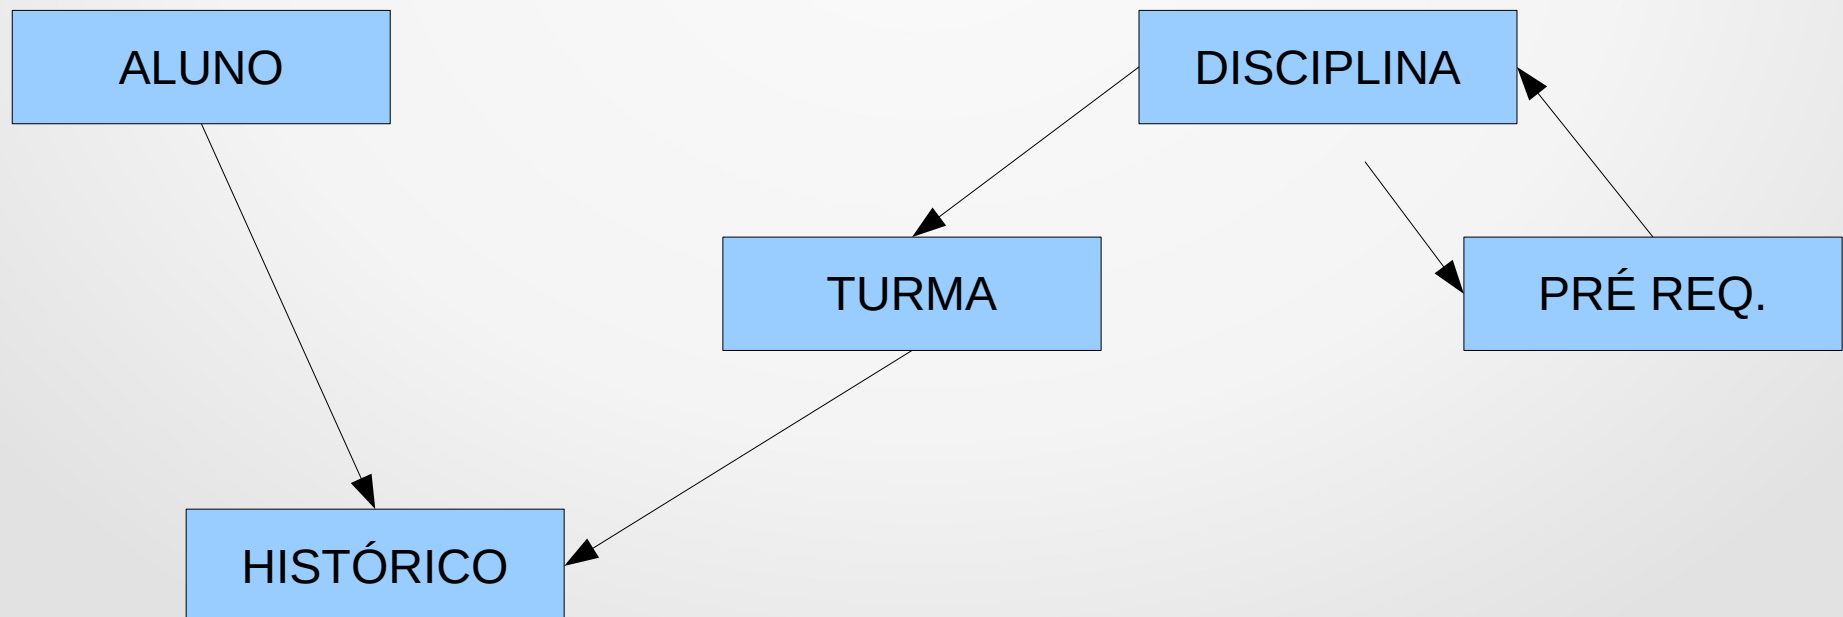 ALUNO
DISCIPLINA
TURMA
PRÉ REQ.
HISTÓRICO